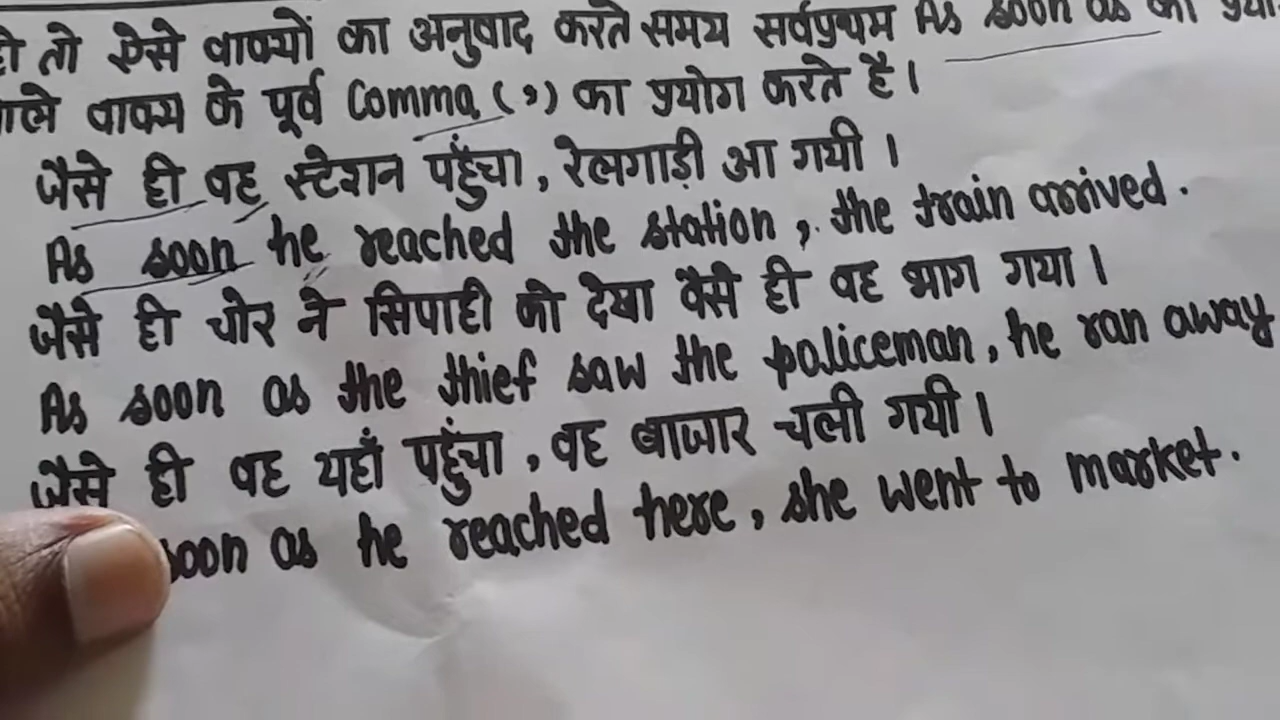 तो ऐसे वाक्यों का अनुवाद करते समय सर्वप्रथम As soon as का
वाक्य के पूर्व Comma (,) का प्रयोग करते है।
जैसे ही वह स्टेशन पहुँचा, रेलगाड़ी आ गयी।
As soon he reached the station, the train arrived.
जैसे ही चोर ने सिपाही को देखा वैसे ही वह भाग गया।
As soon as the thief saw the policeman, he ran away
जैसे ही वह यहाँ पहुंचा, वह बाजार चली गयी।
soon as he reached here, she went to market.